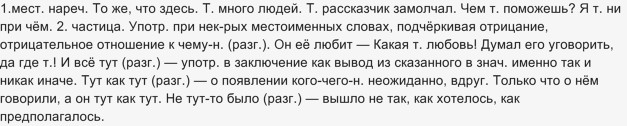 1.мест. нареч. То же, что здесь. Т. много людей. Т. рассказчик замолчал. Чем т. поможешь? Я т. ни
при чём. 2. частица. Употр. при нек-рых местоименных словах, подчёркивая отрицание,
отрицательное отношение к чему-н. (разг.). Он её любит — Какая т. любовь! Думал его уговорить,
да где т.! И всё тут (разг.) — употр. в заключение как вывод из сказанного в знач. именно так и
никак иначе. Тут как тут (разг.) — о появлении кого-чего-н. неожиданно, вдруг. Только что о нём
говорили, а он тут как тут. Не тут-то было (разг.) — вышло не так, как хотелось, как
предполагалось.